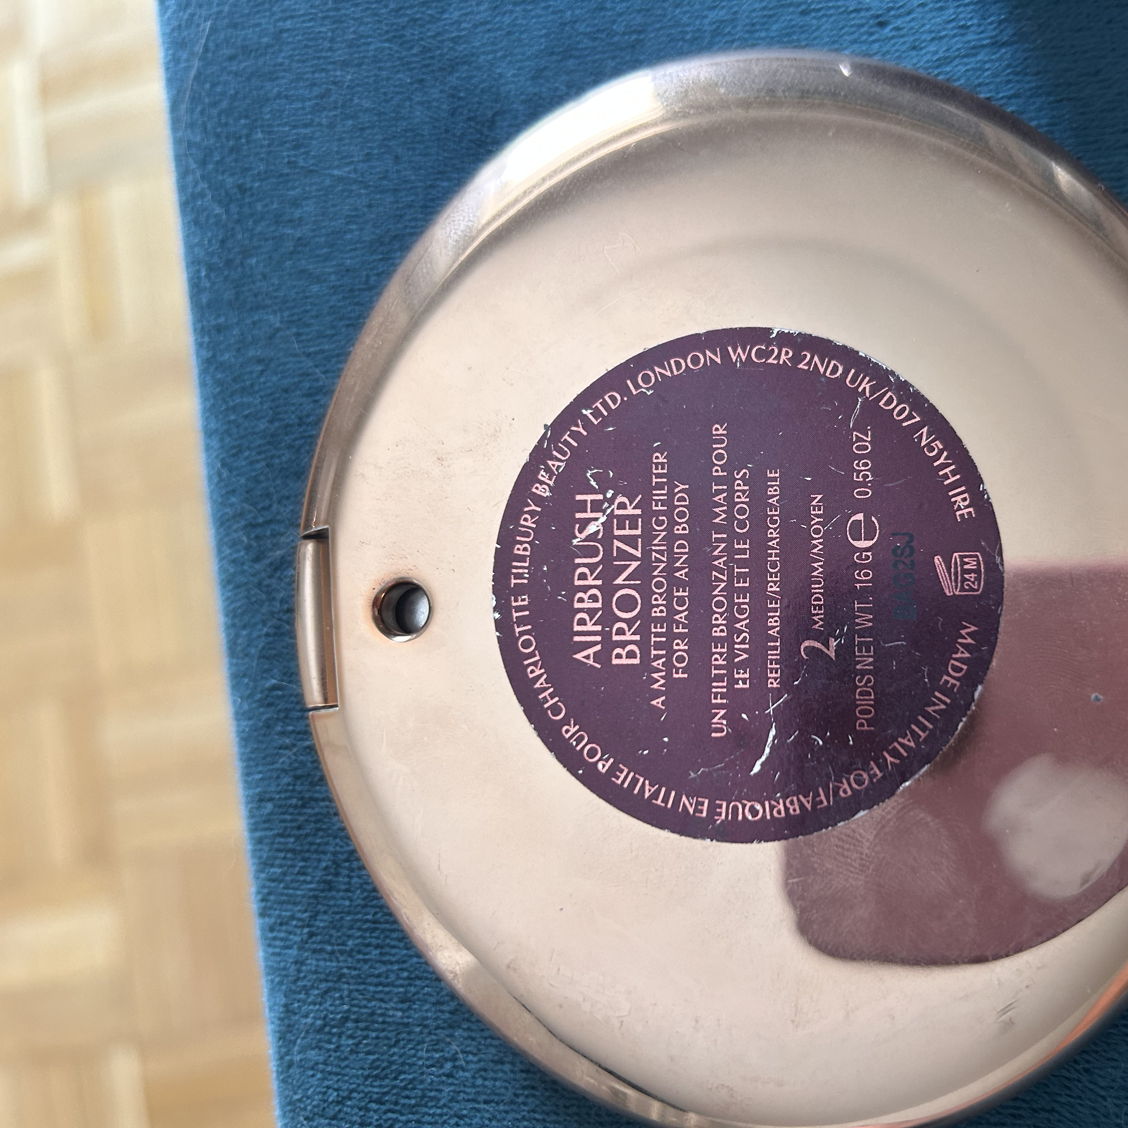 CHARLOTTE TILBURY BEAUTY LTD. LONDON WC2R 2ND UK/D07 N5YH IRE
AIRBRUSH
BRONZER
A MATTE BRONZING FILTER
FOR FACE AND BODY
UN FILTRE BRONZANT MAT POUR
LE VISAGE ET LE CORPS
REFILLABLE/RECHARGEABLE
2 MEDIUM/MOYEN
POIDS NET WT. 16 G e 0.56 OZ.
24 M
MADE IN ITALY FOR/FABRIQUÉ EN ITALIE POUR